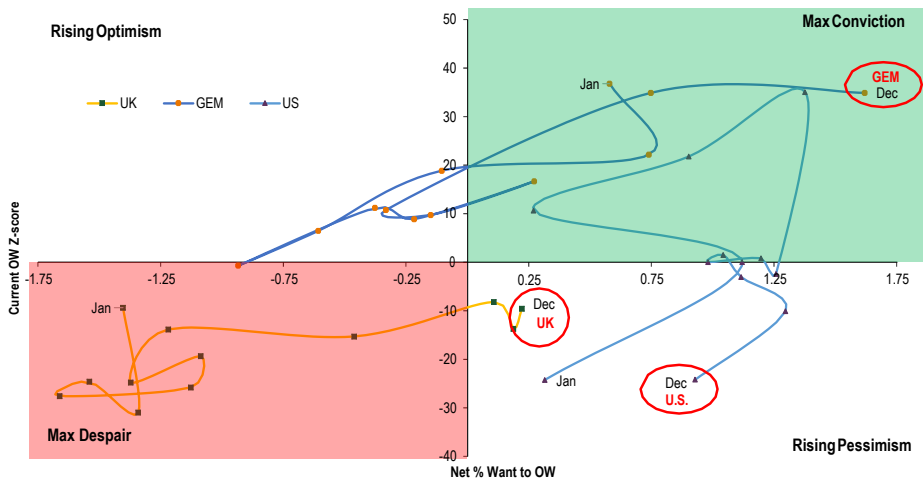 50
Rising Optimism
Max Conviction
40
GEM
Dec
Jan
UK
GEM
US
30
20
10
0
-1.75
-1.25
-0.75
-0.25
0.25
0.75
1.25
1.75
Current OW Z-score
Jan
-10
Dec
UK
-20
Jan
Dec
U.S.
-30
Max Despair
Rising Pessimism
-40
Net % Want to OW